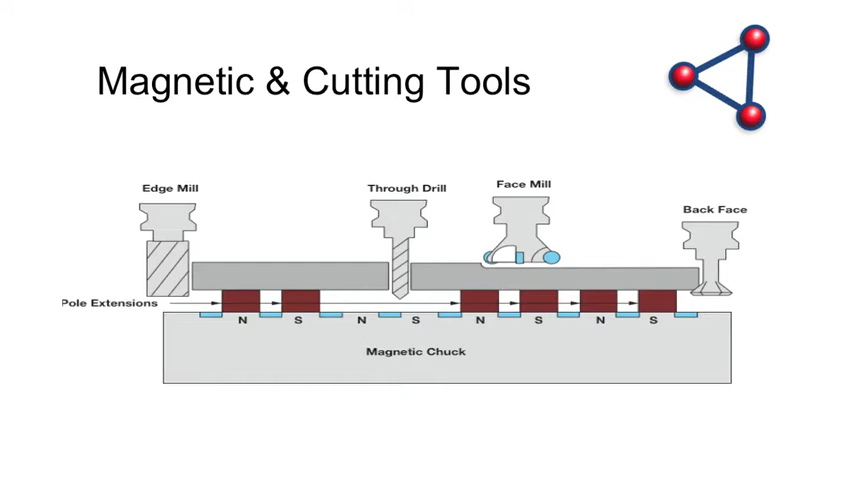 Magnetic & Cutting Tools
Edge Mill
Through Drill
Face Mill
Back Face
Pole Extensions
N S N S N S N S
Magnetic Chuck